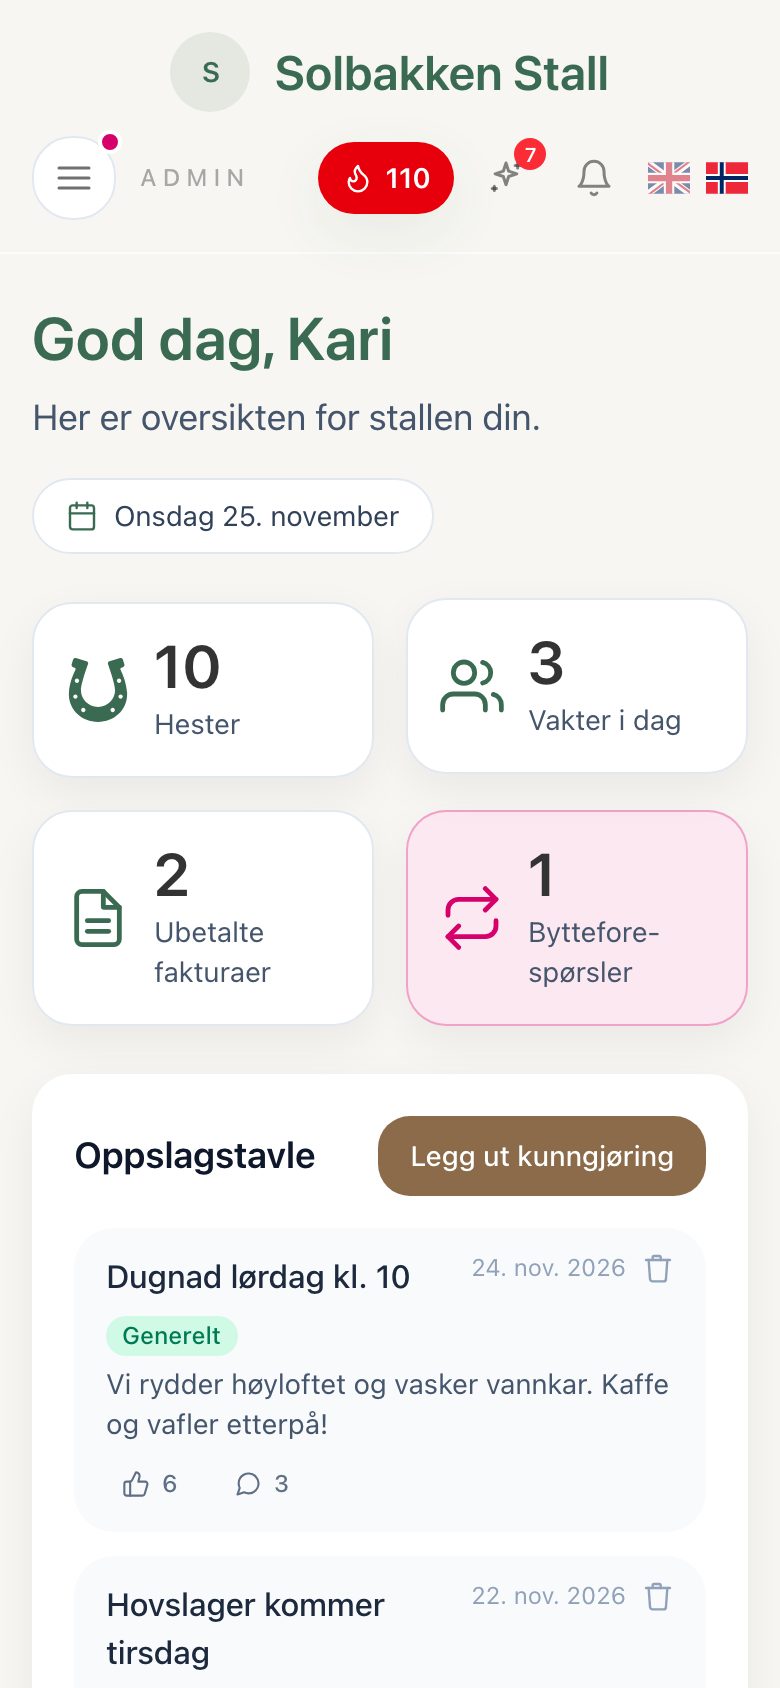 S
Solbakken Stall
ADMIN
110
7
God dag, Kari
Her er oversikten for stallen din.
Onsdag 25. november
10
Hester
3
Vakter i dag
2
Ubetalte
fakturaer
1
Byttefore-
spørsler
Oppslagstavle
Legg ut kunngjøring
Dugnad lørdag kl. 10
24. nov. 2026
Generelt
Vi rydder høyloftet og vasker vannkar. Kaffe
og vafler etterpå!
6
3
Hovslager kommer
tirsdag
22. nov. 2026